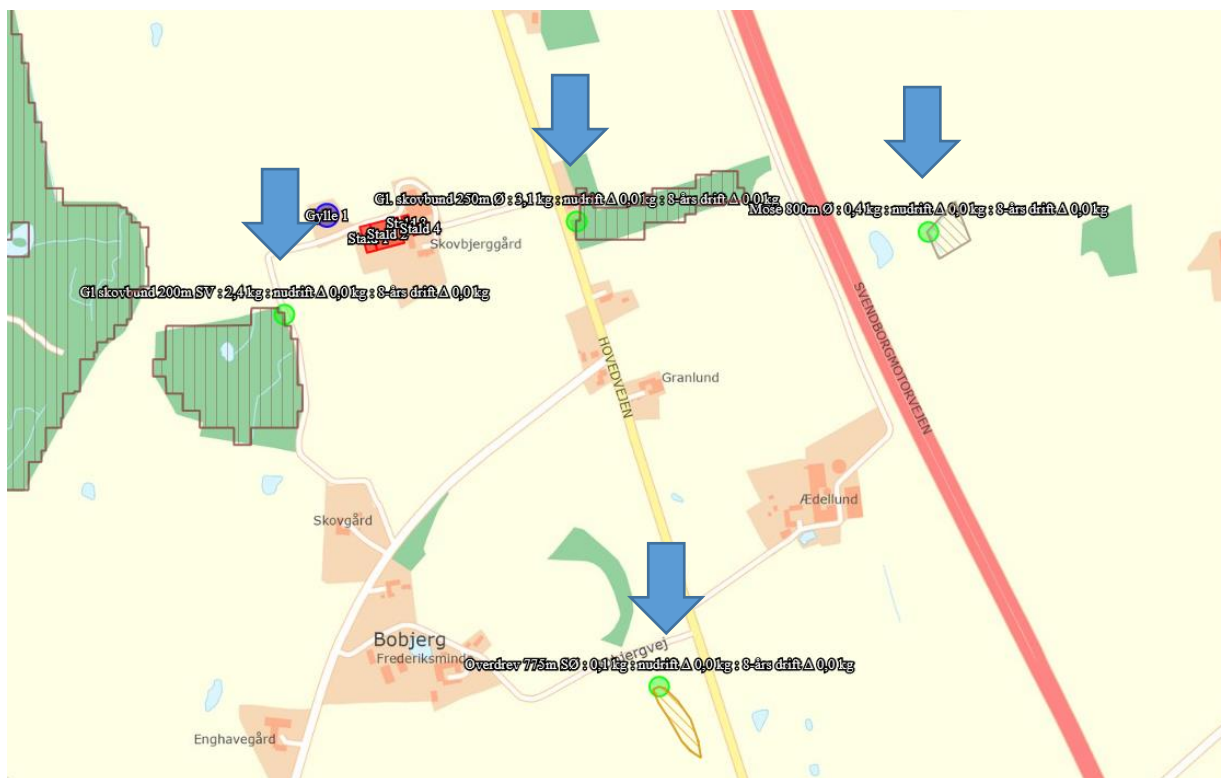 Gl. skovbund 250m Ø : 3,1 kg : nudrift Δ 0,0 kg : 8-års drift Δ 0,0 kg
Mose 800m Ø : 0,4 kg : nudrift Δ 0,0 kg : 8-års drift Δ 0,0 kg
Gylle 1
Stald 2
Stald 4
Skovbjerggård
Gl skovbund 200m SV : 2,4 kg : nudrift Δ 0,0 kg : 8-års drift Δ 0,0 kg
SVENDBORGMOTORVEJEN
HOVEDVEJEN
Granlund
Ædellund
Skovgård
Bobjerg
Frederiksminde
Overdrev 775m SØ : 0,1 kg : nudrift Δ 0,0 kg : 8-års drift Δ 0,0 kg
Enghavegård